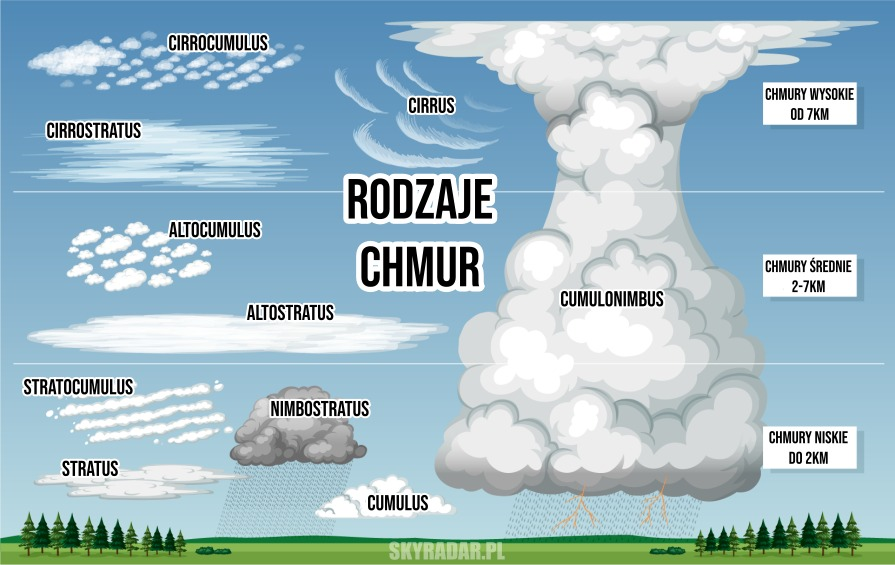 CIRROCUMULUS
CIRRUS
CIRROSTRATUS
CHMURY WYSOKIE
OD 7KM
RODZAJE
CHMUR
ALTOCUMULUS
ALTOSTRATUS
CUMULONIMBUS
CHMURY ŚREDNIE
2-7KM
STRATOCUMULUS
NIMBOSTRATUS
STRATUS
CUMULUS
CHMURY NISKIE
DO 2KM
SKYRADAR.PL